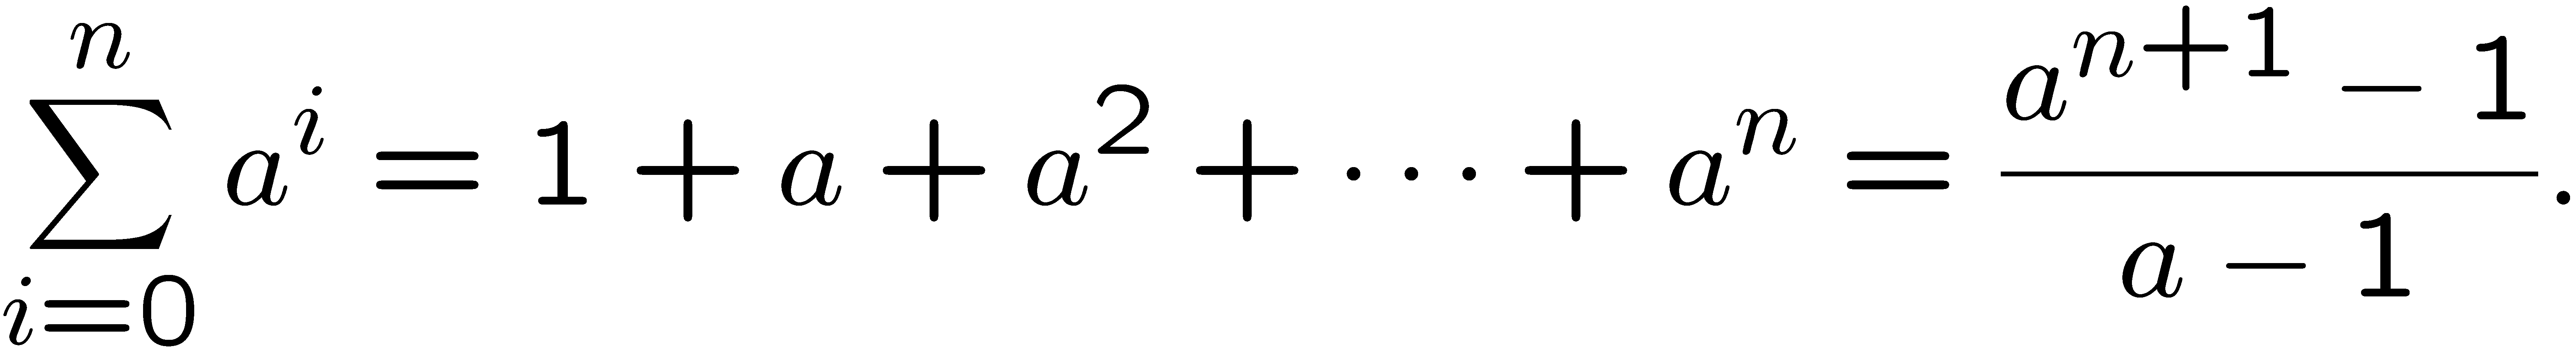 $$\sum_{i=0}^{n} a^i = 1 + a + a^2 + \cdots + a^n = \frac{a^{n+1} - 1}{a - 1}.$$